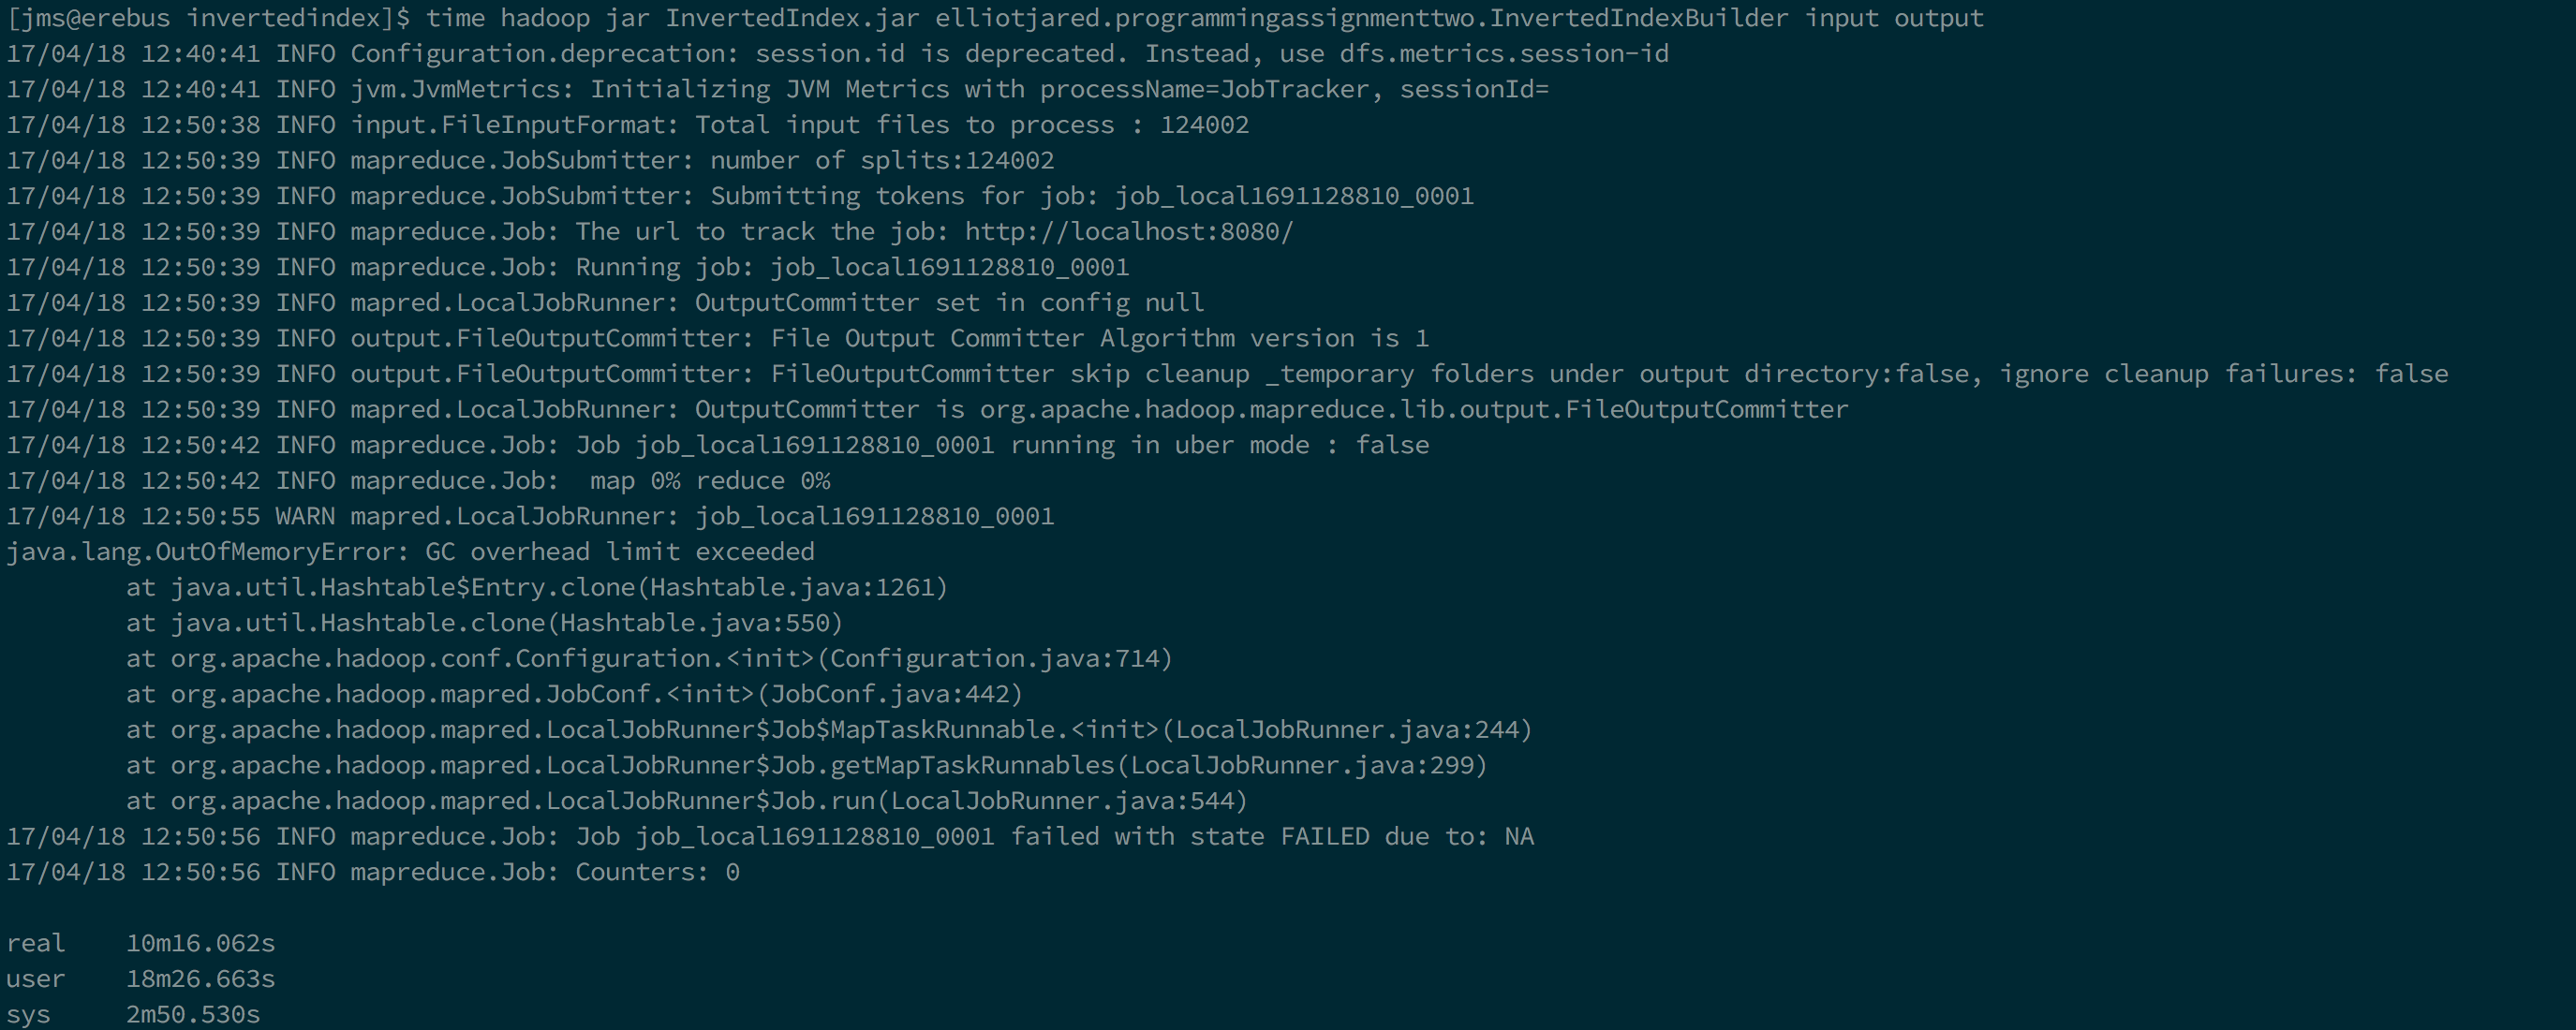 [jms@erebus invertedindex]$ time hadoop jar InvertedIndex.jar elliotjared.programmingassignmenttwo.InvertedIndexBuilder input output
17/04/18 12:40:41 INFO Configuration.deprecation: session.id is deprecated. Instead, use dfs.metrics.session-id
17/04/18 12:40:41 INFO jvm.JvmMetrics: Initializing JVM Metrics with processName=JobTracker, sessionId=
17/04/18 12:50:38 INFO input.FileInputFormat: Total input files to process : 124002
17/04/18 12:50:39 INFO mapreduce.JobSubmitter: number of splits:124002
17/04/18 12:50:39 INFO mapreduce.JobSubmitter: Submitting tokens for job: job_local1691128810_0001
17/04/18 12:50:39 INFO mapreduce.Job: The url to track the job: http://localhost:8080/
17/04/18 12:50:39 INFO mapreduce.Job: Running job: job_local1691128810_0001
17/04/18 12:50:39 INFO mapred.LocalJobRunner: OutputCommitter set in config null
17/04/18 12:50:39 INFO output.FileOutputCommitter: File Output Committer Algorithm version is 1
17/04/18 12:50:39 INFO output.FileOutputCommitter: FileOutputCommitter skip cleanup _temporary folders under output directory:false, ignore cleanup failures: false
17/04/18 12:50:39 INFO mapred.LocalJobRunner: OutputCommitter is org.apache.hadoop.mapreduce.lib.output.FileOutputCommitter
17/04/18 12:50:42 INFO mapreduce.Job: Job job_local1691128810_0001 running in uber mode : false
17/04/18 12:50:42 INFO mapreduce.Job:  map 0% reduce 0%
17/04/18 12:50:55 WARN mapred.LocalJobRunner: job_local1691128810_0001
java.lang.OutOfMemoryError: GC overhead limit exceeded
        at java.util.Hashtable$Entry.clone(Hashtable.java:1261)
        at java.util.Hashtable.clone(Hashtable.java:550)
        at org.apache.hadoop.conf.Configuration.<init>(Configuration.java:714)
        at org.apache.hadoop.mapred.JobConf.<init>(JobConf.java:442)
        at org.apache.hadoop.mapred.LocalJobRunner$Job$MapTaskRunnable.<init>(LocalJobRunner.java:244)
        at org.apache.hadoop.mapred.LocalJobRunner$Job.getMapTaskRunnables(LocalJobRunner.java:299)
        at org.apache.hadoop.mapred.LocalJobRunner$Job.run(LocalJobRunner.java:544)
17/04/18 12:50:56 INFO mapreduce.Job: Job job_local1691128810_0001 failed with state FAILED due to: NA
17/04/18 12:50:56 INFO mapreduce.Job: Counters: 0

real    10m16.062s
user    18m26.663s
sys     2m50.530s